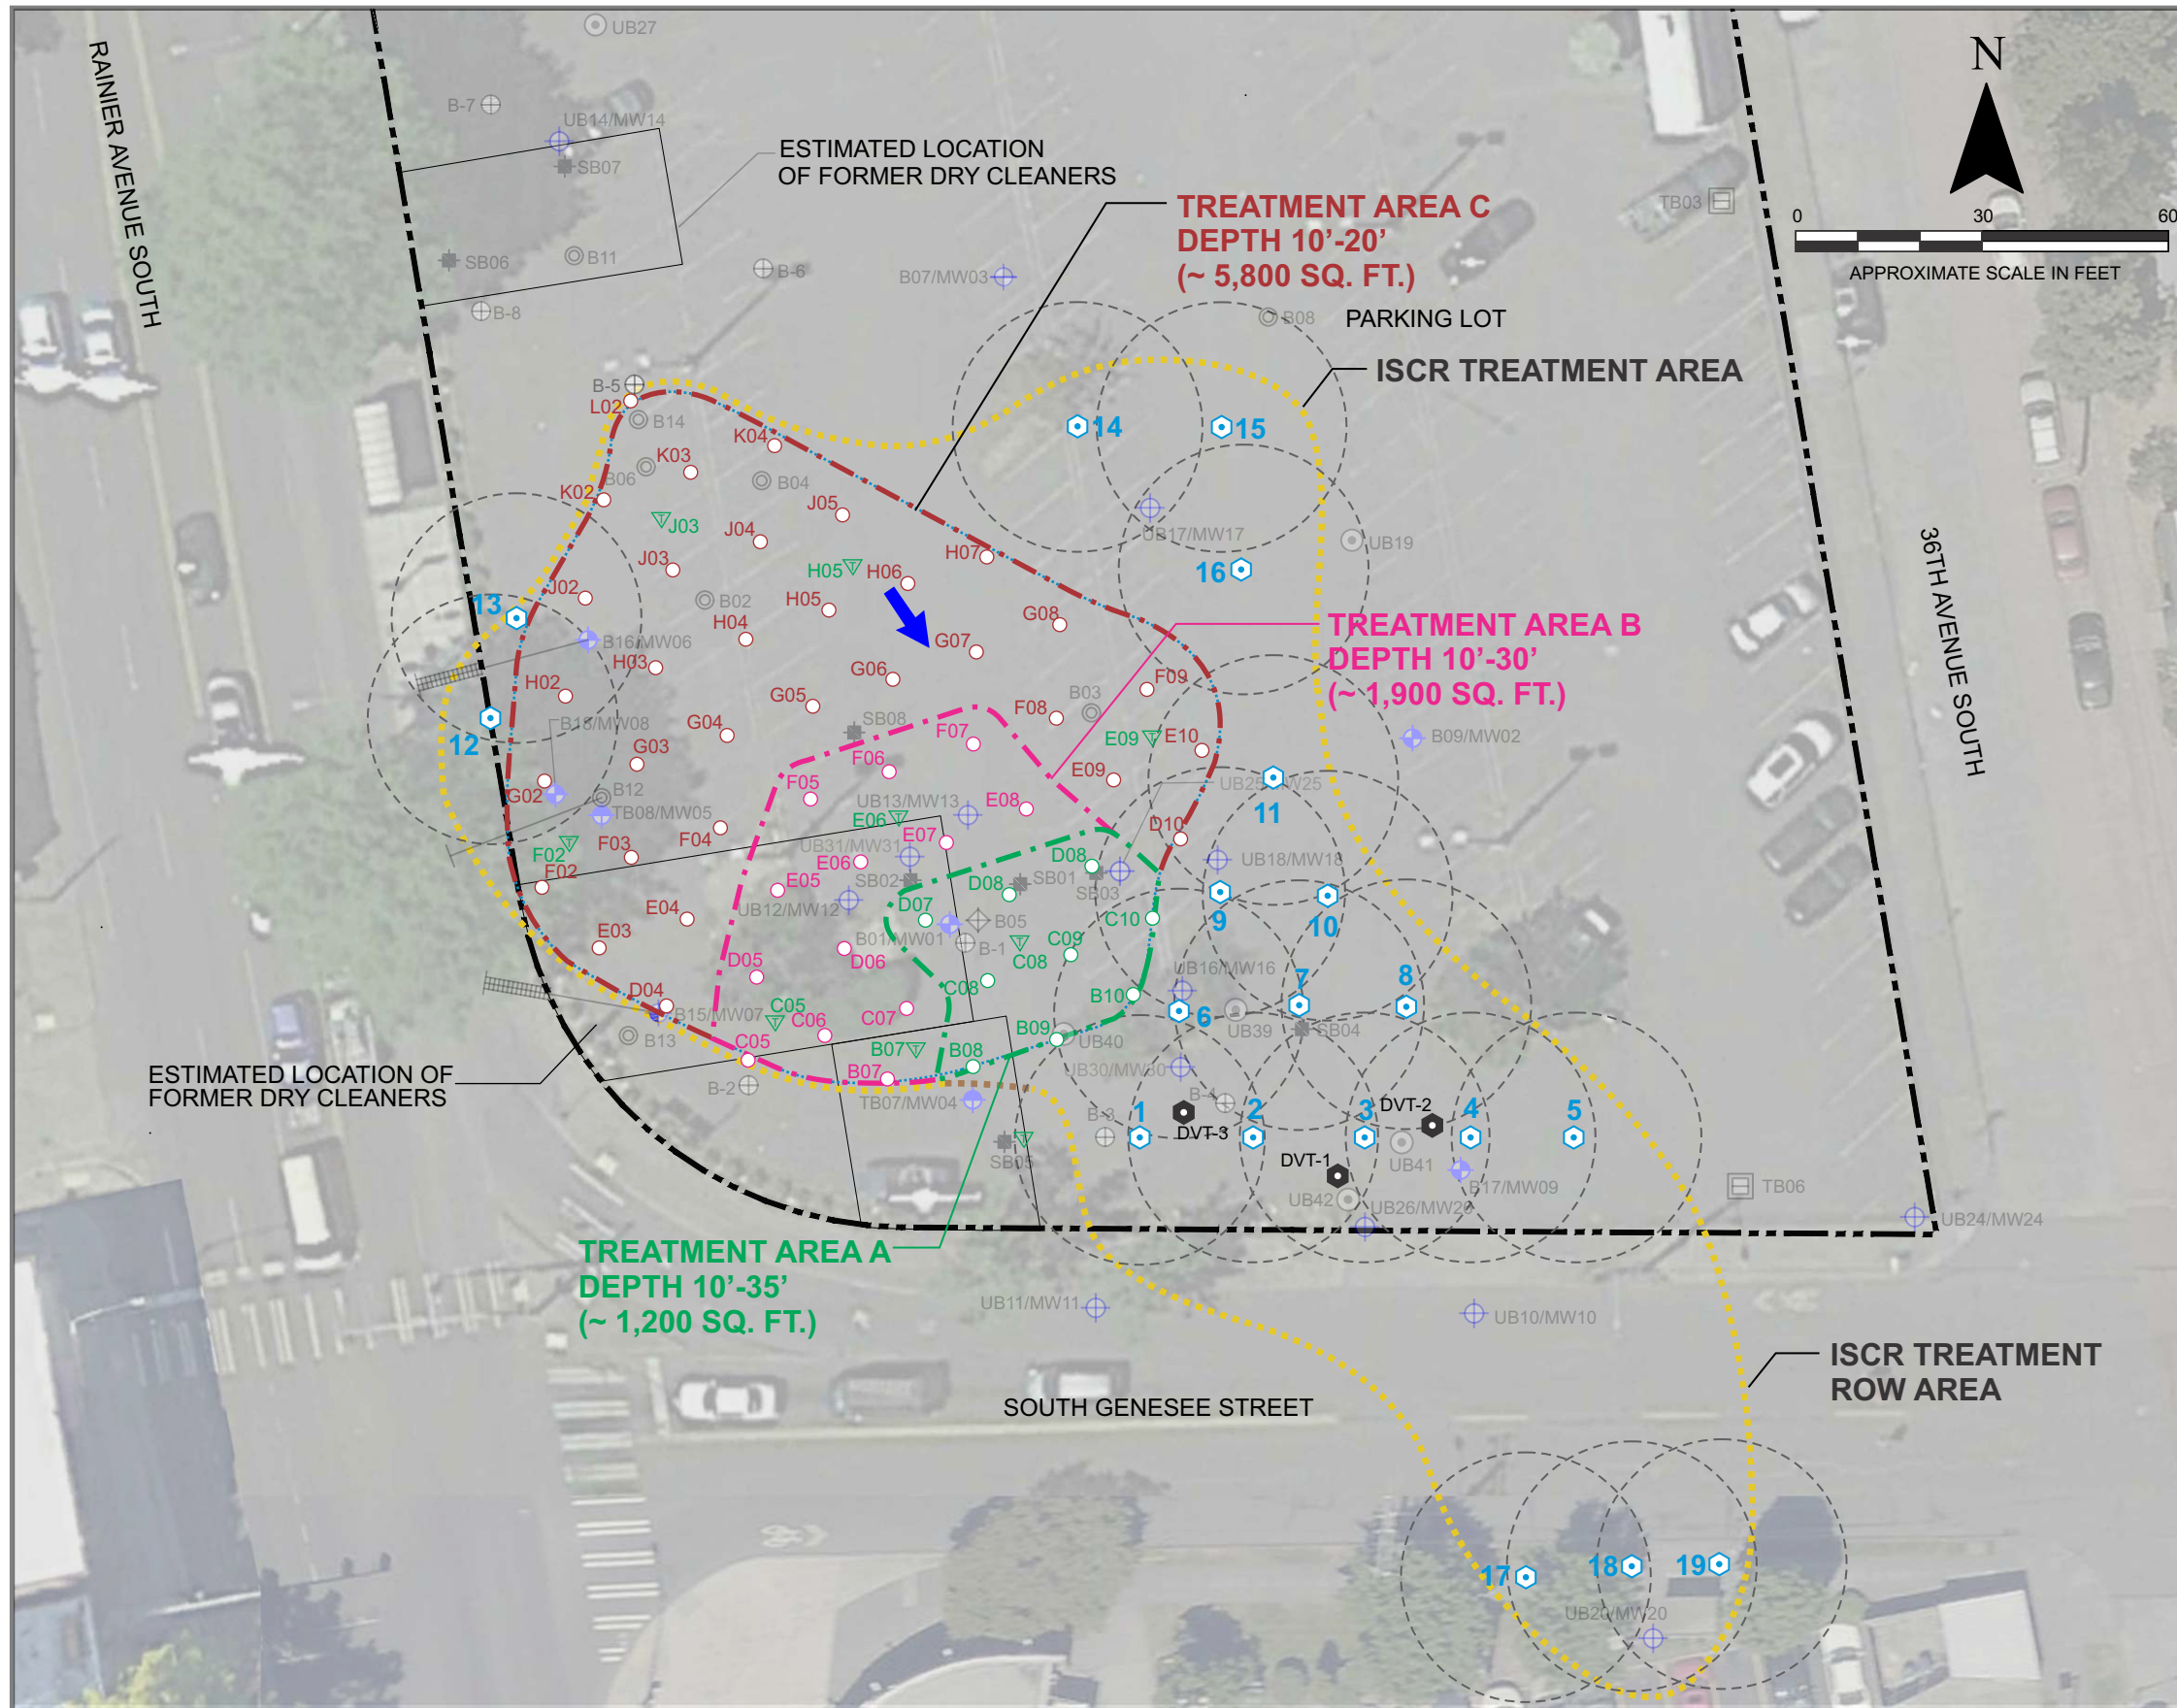 UB27
N
RAINIER AVENUE SOUTH
B-7
UB14/MW14
ESTIMATED LOCATION
OF FORMER DRY CLEANERS
SB07
TREATMENT AREA C
DEPTH 10'-20'
(~ 5,800 SQ. FT.)
TB03
0 30 60
APPROXIMATE SCALE IN FEET
SB06
B11
B-6
B07/MW03
B-8
B08
PARKING LOT
ISCR TREATMENT AREA
B-5
L02
B14
K04
14
15
K03
B06
B04
K02
J03
J05
UB17/MW17
UB19
J04
H07
J03
H05
H06
16
36TH AVENUE SOUTH
J02
13
B02
H05
G08
TREATMENT AREA B
DEPTH 10'-30'
(~ 1,900 SQ. FT.)
H04
B16/MW06
G07
H03
G06
H02
F09
G05
B03
F08
12
B18/MW08
G04
SB08
F07
E09
E10
B09/MW02
G03
F06
E09
UB25/MW25
11
G02
B12
F05
TB08/MW05
UB13/MW13
E08
E06
F04
E07
D10
F02
F03
UB31/MW31
E06
D08
UB18/MW18
F02
E05
SB02
D08
SB01
SB03
E04
UB12/MW12
D07
B05
C10
9
10
E03
B01/MW01
B-1
C09
D06
C08
D05
UB16/MW16
7
8
D04
C05
C08
B10
B15/MW07
C06
C07
6
UB39
SB04
B13
B09
UB40
C05
B07
B08
UB30/MW30
ESTIMATED LOCATION OF
FORMER DRY CLEANERS
B-2
B07
TB07/MW04
B-4
B-3
1
DVT-3
2
3
DVT-2
4
5
SB05
DVT-1
UB41
B17/MW09
TB06
UB42
UB26/MW26
UB24/MW24
TREATMENT AREA A
DEPTH 10'-35'
(~ 1,200 SQ. FT.)
UB11/MW11
UB10/MW10
ISCR TREATMENT
ROW AREA
SOUTH GENESEE STREET
17
18
19
UB20/MW20